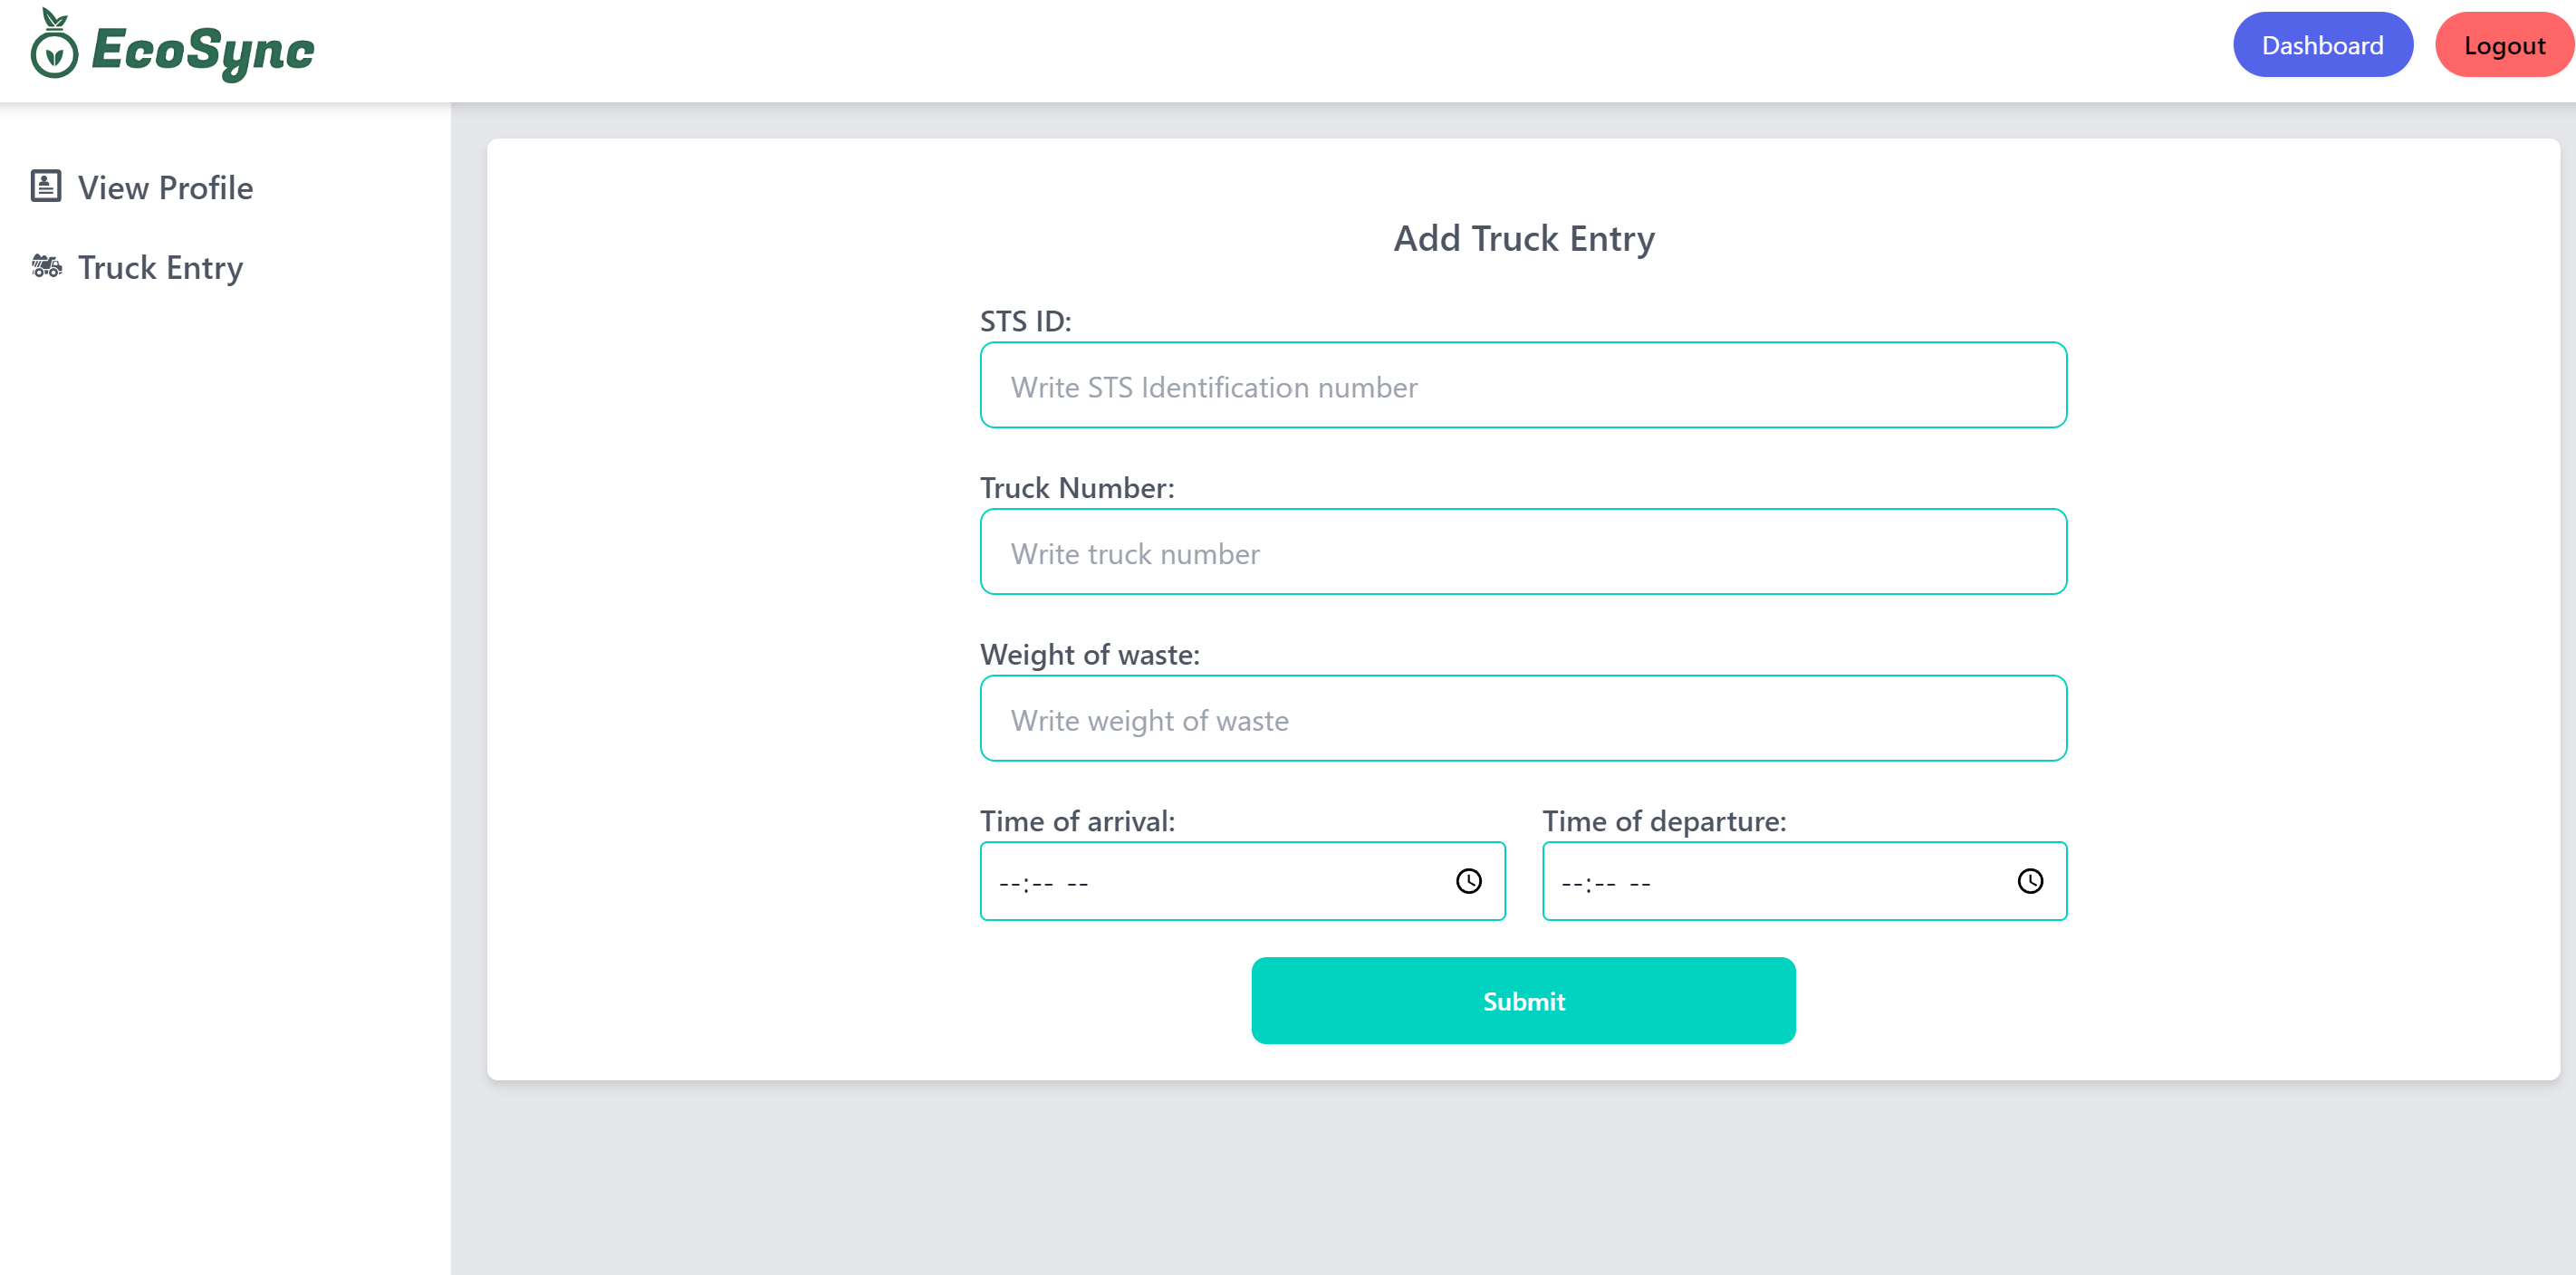 EcoSync
Dashboard
Logout
View Profile
Truck Entry
Add Truck Entry
STS ID:
Write STS Identification number
Truck Number:
Write truck number
Weight of waste:
Write weight of waste
Time of arrival:
Time of departure:
--:-- --
--:-- --
Submit